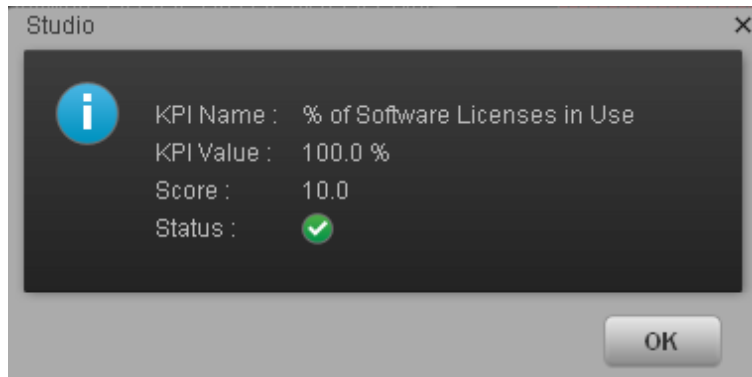 Studio
KPI Name : % of Software Licenses in Use
KPI Value : 100.0 %
Score : 10.0
Status :
OK